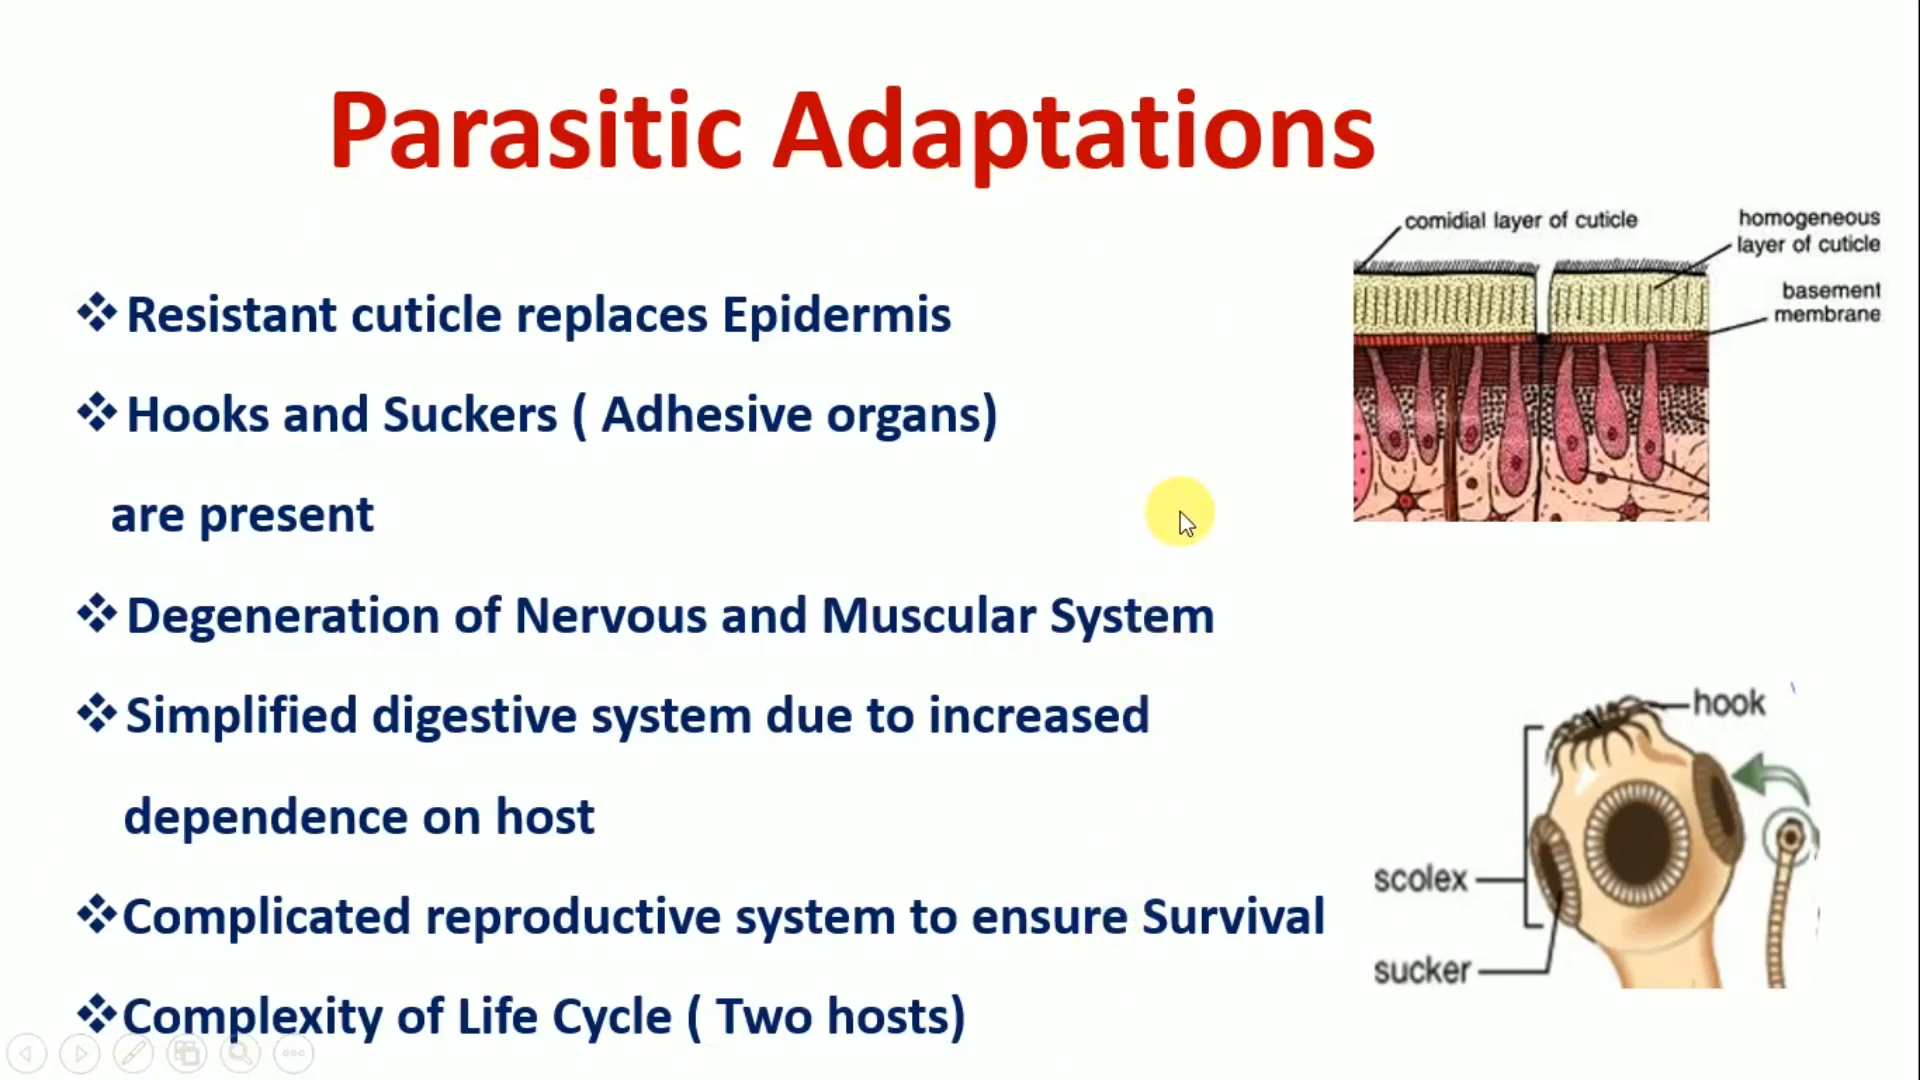 Parasitic Adaptations
comidial layer of cuticle
homogeneous
layer of cuticle
basement
membrane
❖Resistant cuticle replaces Epidermis
❖Hooks and Suckers ( Adhesive organs)
are present
❖Degeneration of Nervous and Muscular System
❖Simplified digestive system due to increased
dependence on host
❖Complicated reproductive system to ensure Survival
❖Complexity of Life Cycle ( Two hosts)
hook
scolex
sucker